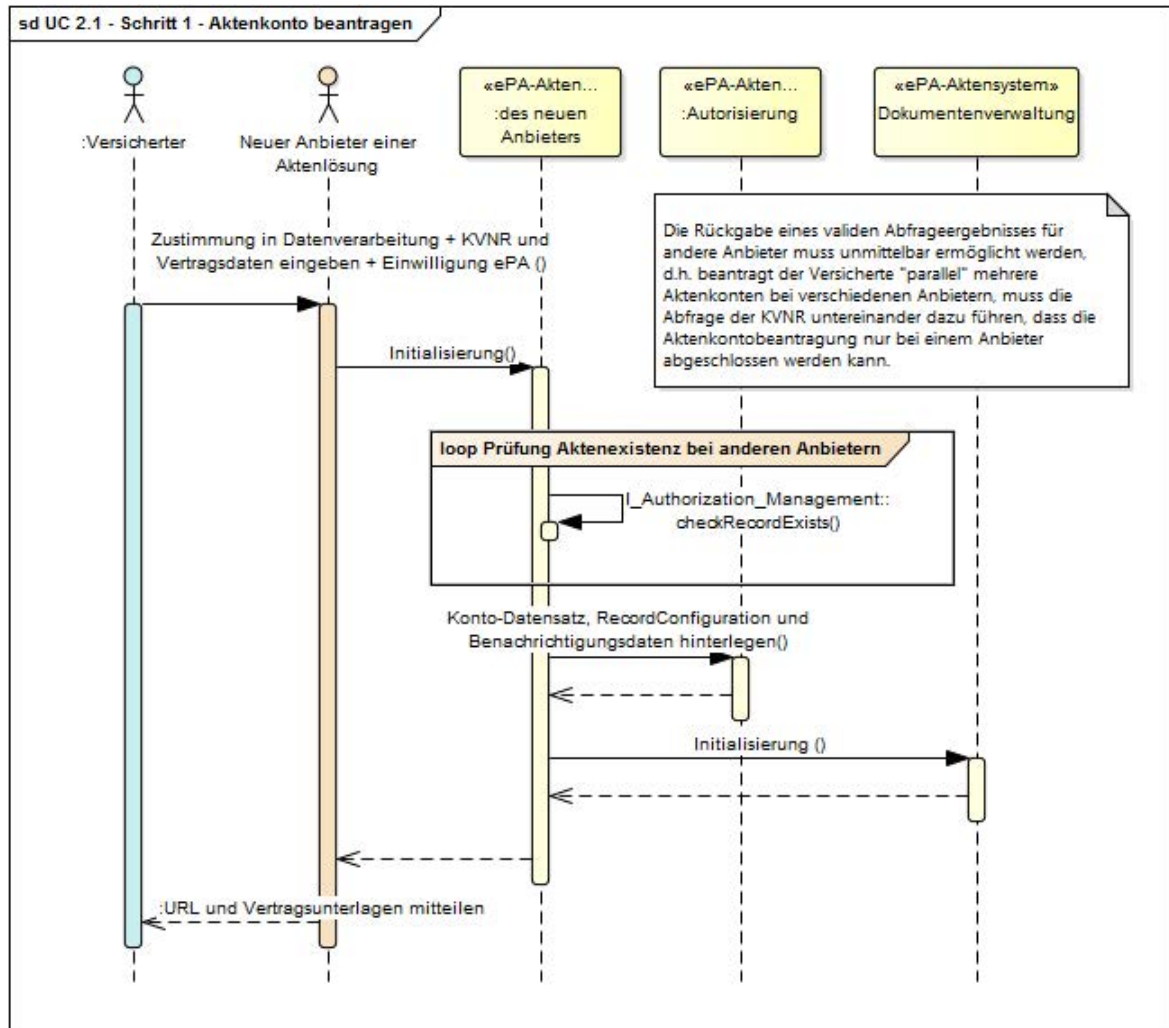 sd UC 2.1 - Schritt 1 - Aktenkonto beantragen
:Versicherter
Neuer Anbieter einer
Aktenlösung
«ePA-Akten...
:des neuen
Anbieters
«ePA-Akten...
:Autorisierung
«ePA-Aktensystem»
Dokumentenverwaltung
Zustimmung in Datenverarbeitung + KVNR und
Vertragsdaten eingeben + Einwilligung ePA ()
Die Rückgabe eines validen Abfrageergebnisses für
andere Anbieter muss unmittelbar ermöglicht werden,
d.h. beantragt der Versicherte "parallel" mehrere
Aktenkonten bei verschiedenen Anbietern, muss die
Abfrage der KVNR untereinander dazu führen, dass die
Aktenkontobeantragung nur bei einem Anbieter
abgeschlossen werden kann.
Initialisierung()
loop Prüfung Aktenexistenz bei anderen Anbietern
I_Authorization_Management::
checkRecordExists()
Konto-Datensatz, RecordConfiguration und
Benachrichtigungsdaten hinterlegen()
Initialisierung ()
:URL und Vertragsunterlagen mitteilen